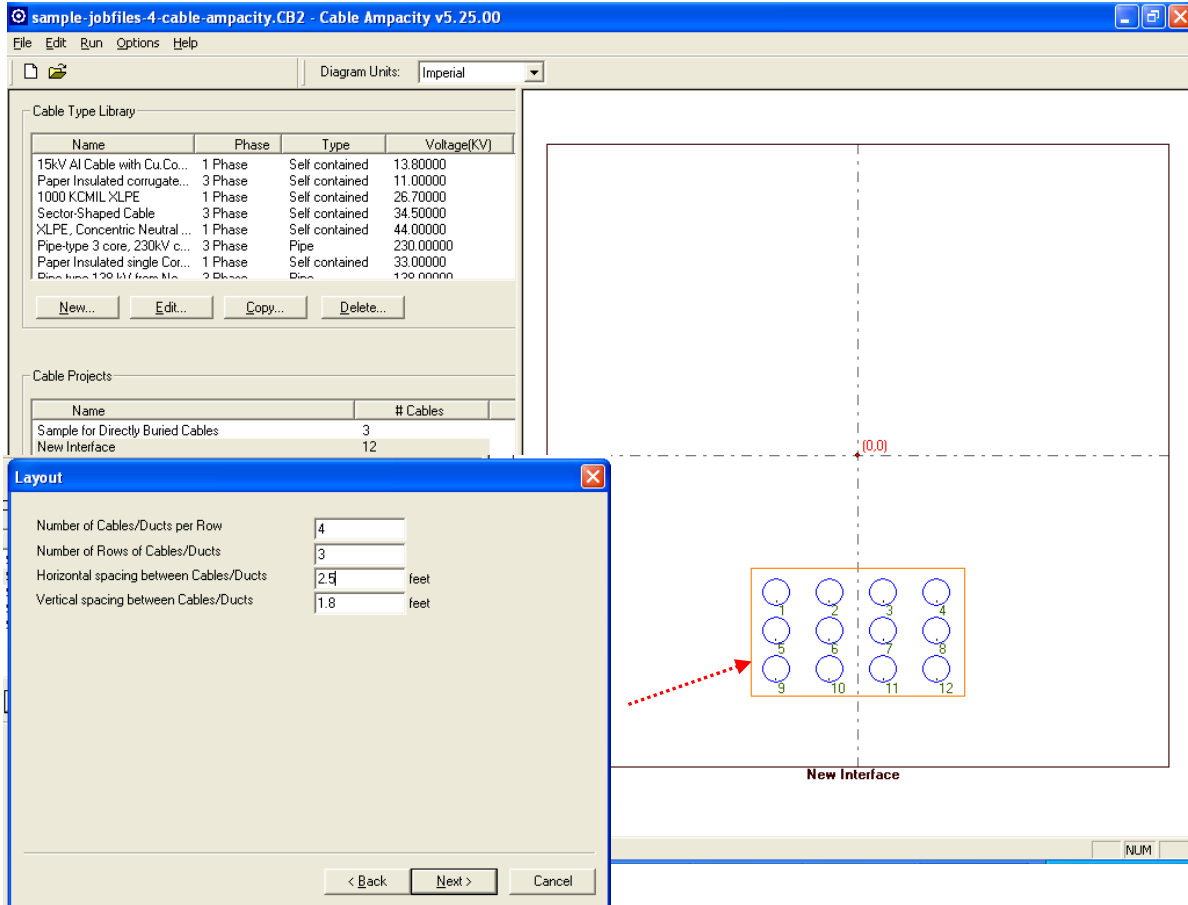 sample-jobfiles-4-cable-ampacity.CB2 - Cable Ampacity v5.25.00
File Edit Run Options Help
Diagram Units: Imperial
Cable Type Library
Name Phase Type Voltage(KV)
15kV Al Cable with Cu.Co... 1 Phase Self contained 13.80000
Paper Insulated corrugate... 3 Phase Self contained 11.00000
1000 KCMIL XLPE 1 Phase Self contained 26.70000
Sector-Shaped Cable 3 Phase Self contained 34.50000
XLPE, Concentric Neutral ... 1 Phase Self contained 44.00000
Pipe-type 3 core, 230kV c... 3 Phase Pipe 230.00000
Paper Insulated single Cor... 1 Phase Self contained 33.00000
New... Edit... Copy... Delete...
Cable Projects
Name # Cables
Sample for Directly Buried Cables 3
New Interface 12
Layout
Number of Cables/Ducts per Row 4
Number of Rows of Cables/Ducts 3
Horizontal spacing between Cables/Ducts 2.5 feet
Vertical spacing between Cables/Ducts 1.8 feet
< Back Next > Cancel
(0,0)
1 2 3 4
5 6 7 8
9 10 11 12
New Interface
NUM